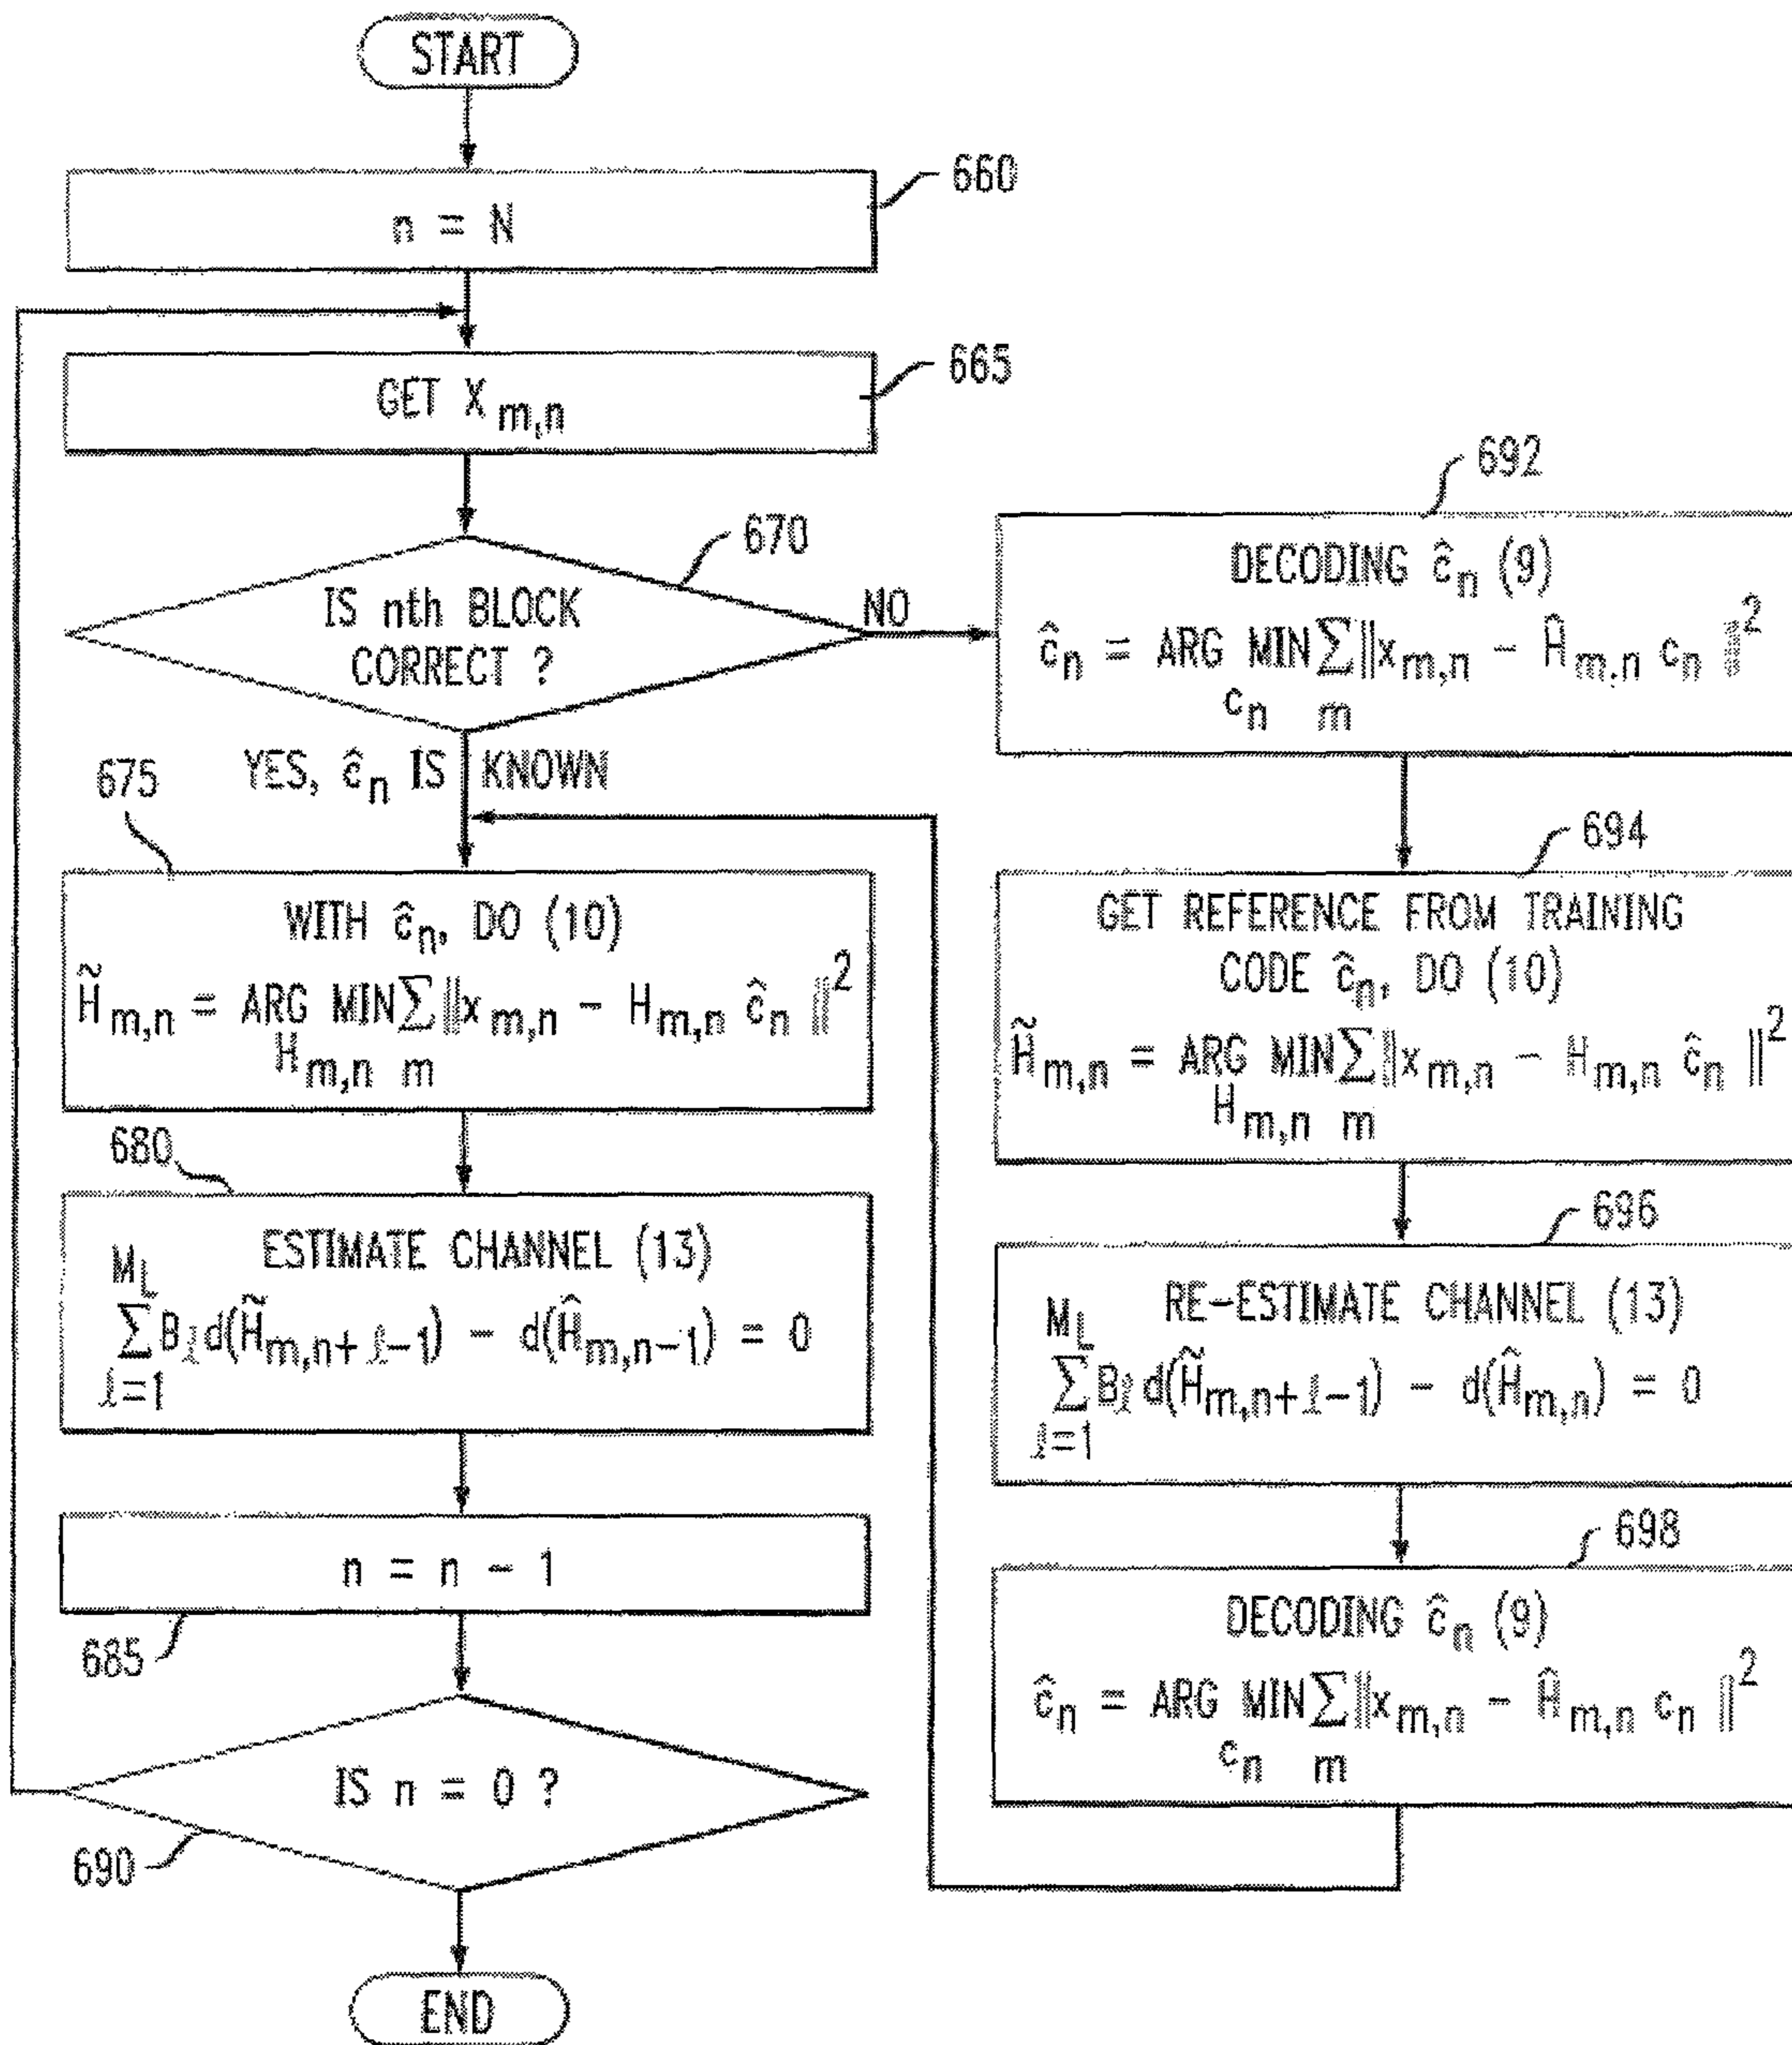 START
660
n = N
665
GET X m,n
670
IS nth BLOCK
CORRECT ?
NO
YES, ĉn IS KNOWN
675
WITH ĉn, DO (10)
H̃m,n = ARG MIN Σ ‖xm,n − Hm,n ĉn‖²
Hm,n m
680
ESTIMATE CHANNEL (13)
ML
Σ Bℓ d(H̃m,n+ℓ−1) − d(Ĥm,n−1) = 0
ℓ=1
n = n − 1
685
IS n = 0 ?
690
END
692
DECODING ĉn (9)
ĉn = ARG MIN Σ ‖xm,n − Ĥm,n cn‖²
cn m
694
GET REFERENCE FROM TRAINING
CODE ĉn, DO (10)
H̃m,n = ARG MIN Σ ‖xm,n − Hm,n ĉn‖²
Hm,n m
696
RE-ESTIMATE CHANNEL (13)
ML
Σ Bℓ d(H̃m,n+ℓ−1) − d(Ĥm,n) = 0
ℓ=1
698
DECODING ĉn (9)
ĉn = ARG MIN Σ ‖xm,n − Ĥm,n cn‖²
cn m